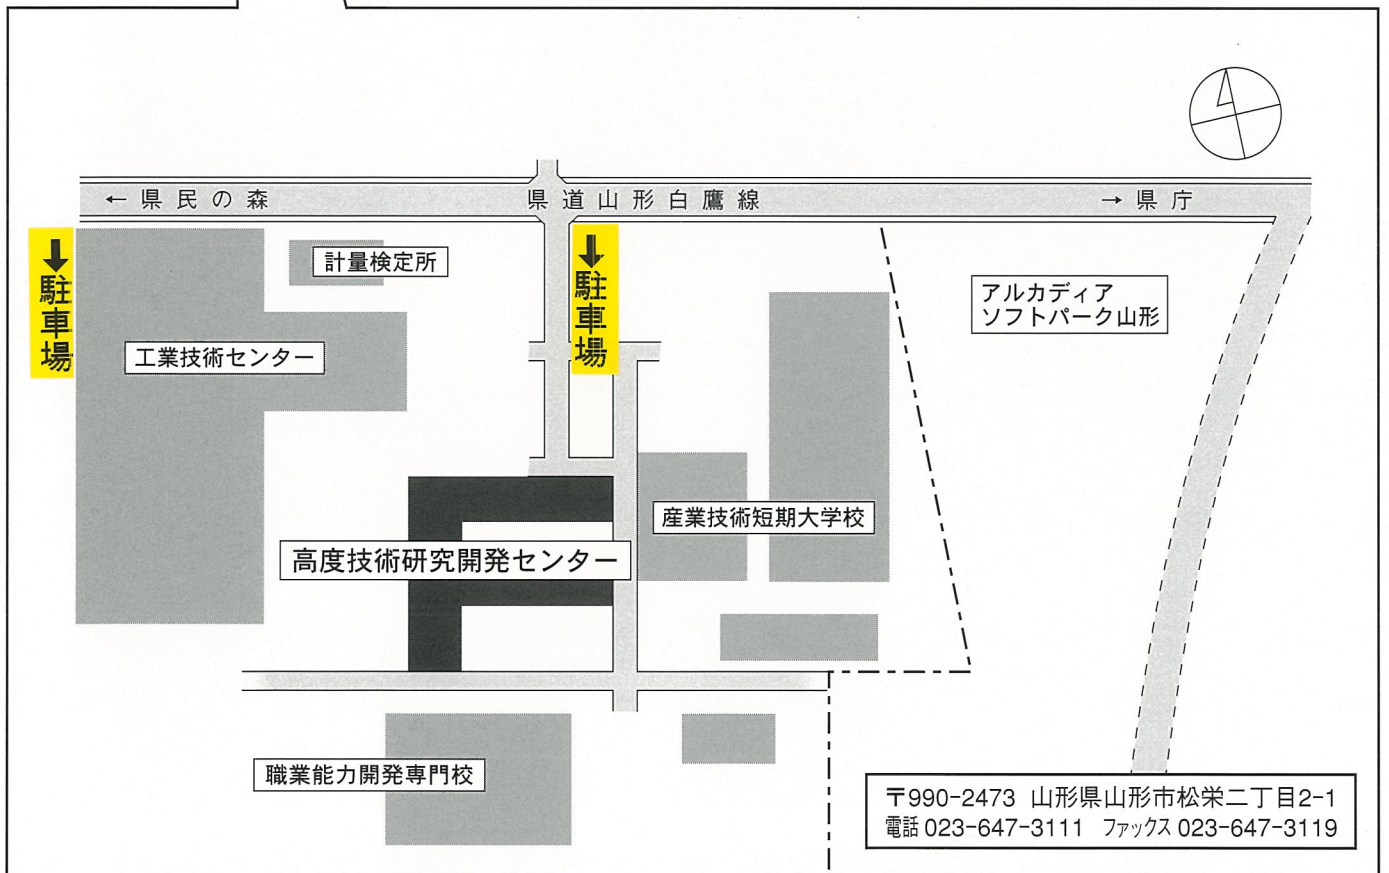 ← 県民の森
県道山形白鷹線
→ 県庁
↓駐車場
計量検定所
↓駐車場
アルカディア
ソフトパーク山形
工業技術センター
産業技術短期大学校
高度技術研究開発センター
職業能力開発専門校
〒990-2473 山形県山形市松栄二丁目2-1
電話 023-647-3111 ファックス 023-647-3119